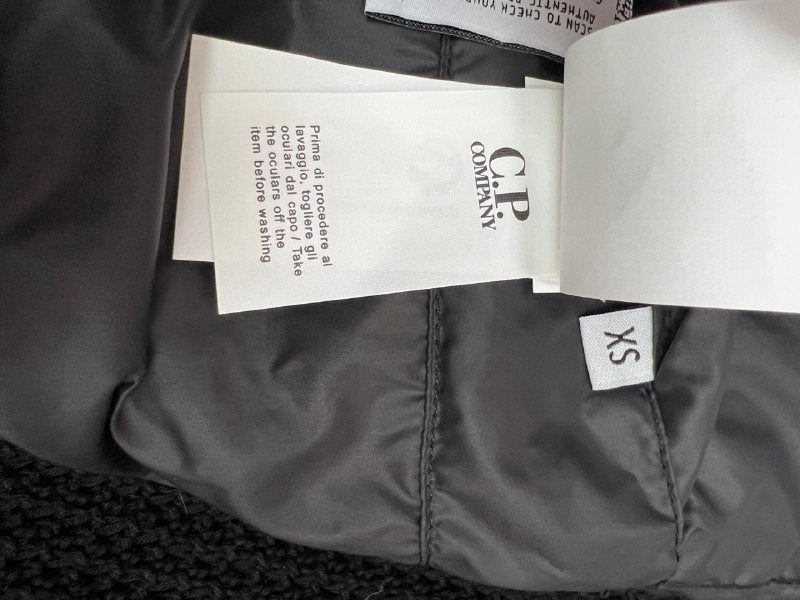 SCAN TO CHECK YOUR
AUTHENTIC
C.P.
COMPANY
Prima di procedere al
lavaggio, togliere gli
oculari dal capo / Take
the oculars off the
item before washing
XS